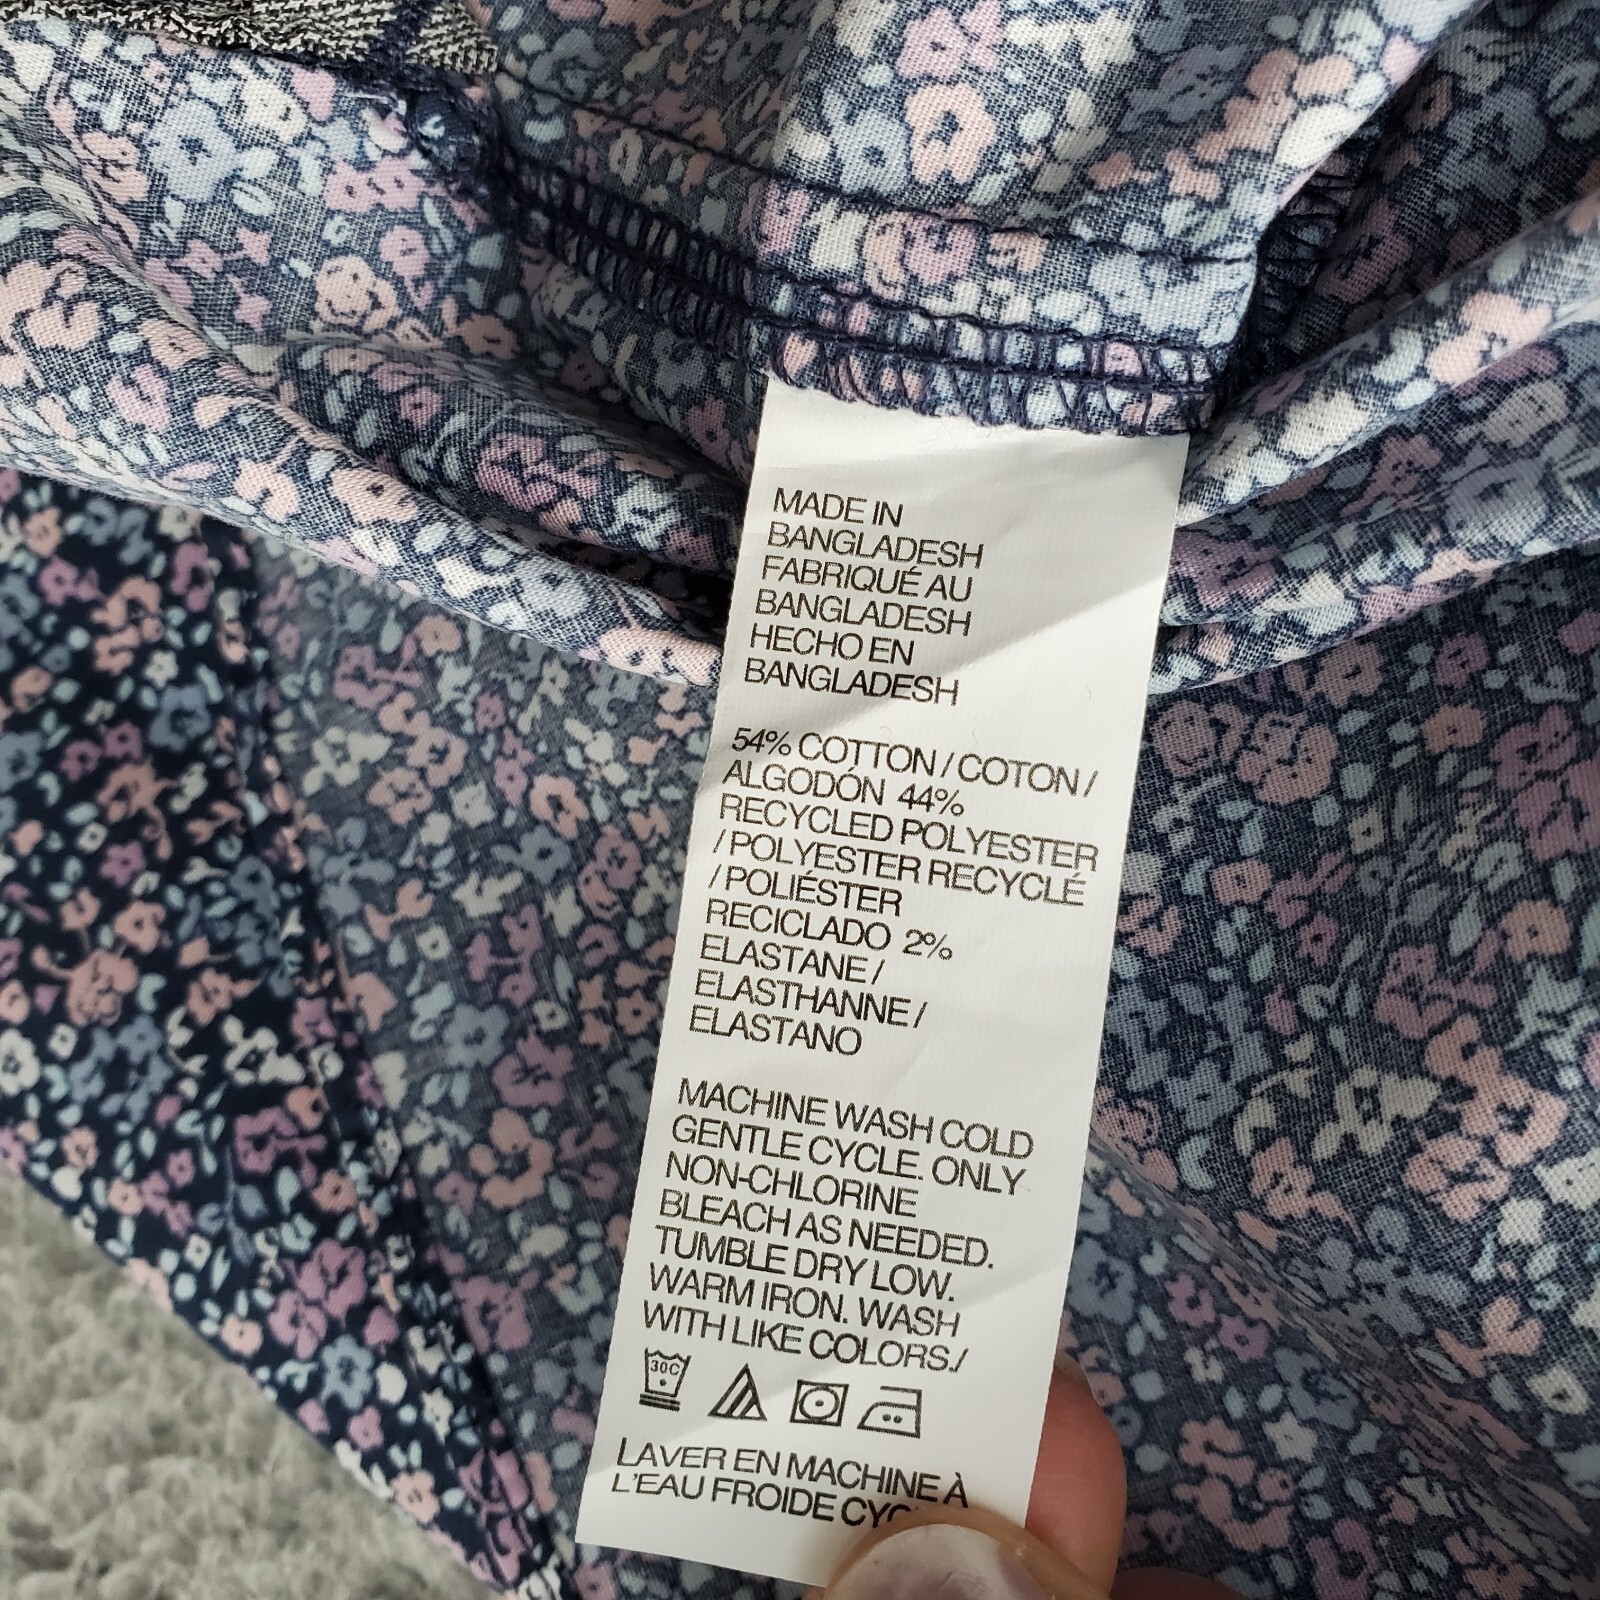 MADE IN
BANGLADESH
FABRIQUÉ AU
BANGLADESH
HECHO EN
BANGLADESH
54% COTTON / COTON /
ALGODÓN 44%
RECYCLED POLYESTER
/ POLYESTER RECYCLÉ
/ POLIÉSTER
RECICLADO 2%
ELASTANE /
ELASTHANNE /
ELASTANO
MACHINE WASH COLD
GENTLE CYCLE. ONLY
NON-CHLORINE
BLEACH AS NEEDED.
TUMBLE DRY LOW.
WARM IRON. WASH
WITH LIKE COLORS./
30C
LAVER EN MACHINE À
L'EAU FROIDE